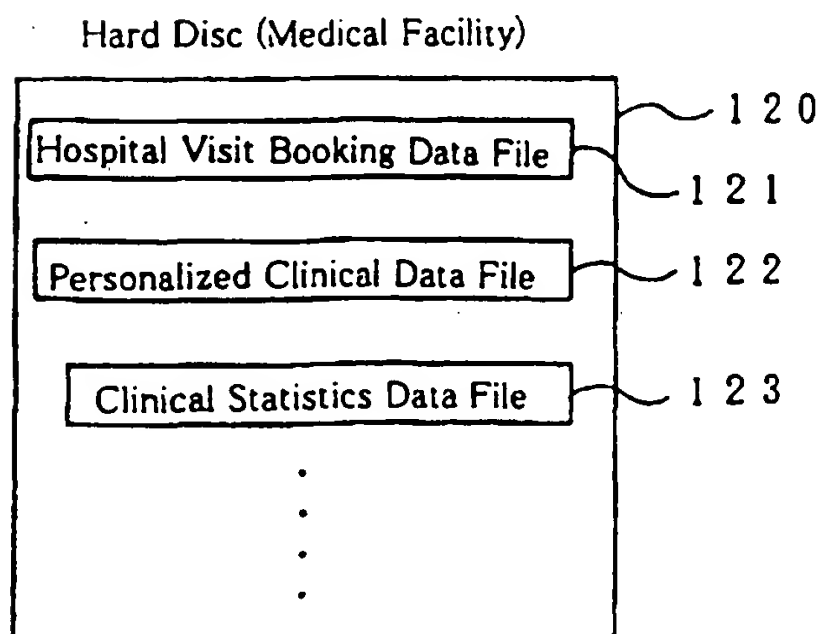 Hard Disc (Medical Facility)
120
Hospital Visit Booking Data File
121
Personalized Clinical Data File
122
Clinical Statistics Data File
123